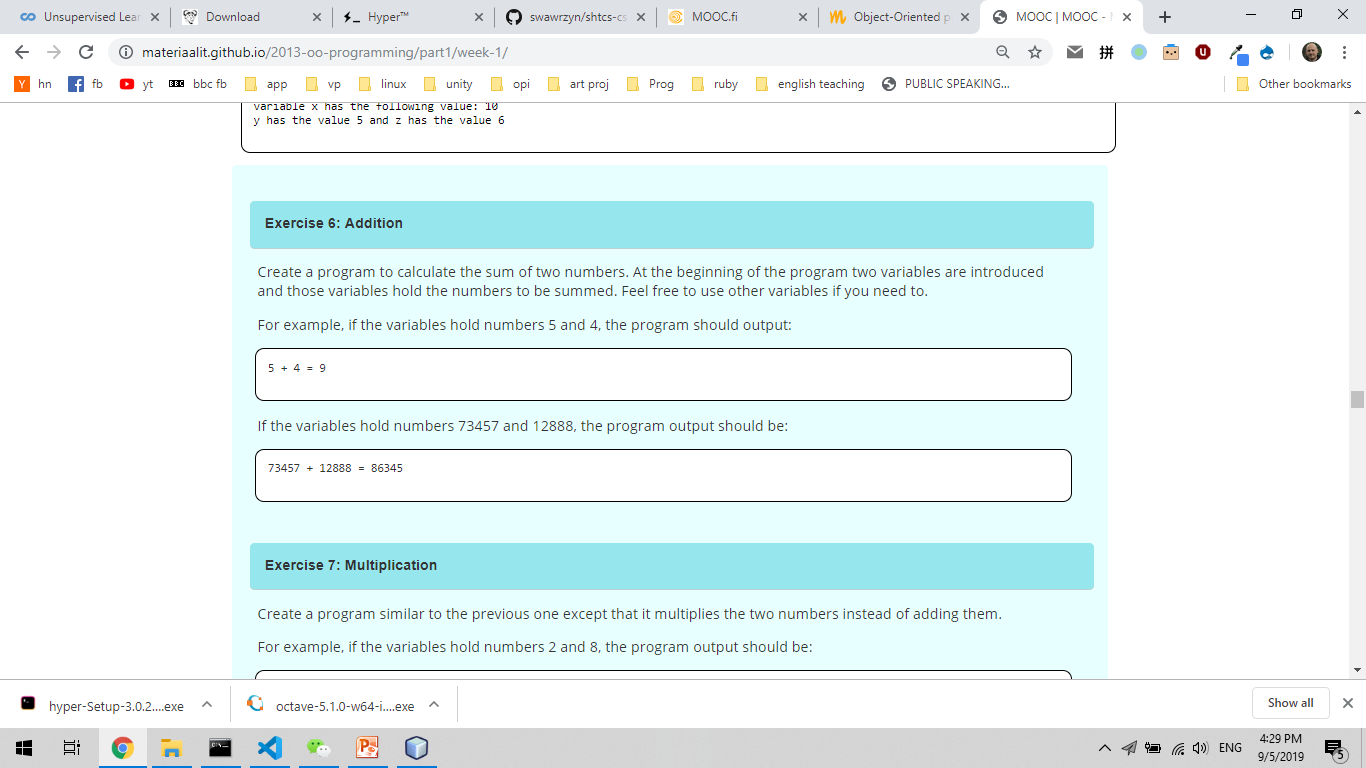 Unsupervised Lear
Download
Hyper™
swawrzyn/shtcs-cs
MOOC.fi
Object-Oriented p
MOOC | MOOC -
materiaalit.github.io/2013-oo-programming/part1/week-1/
hn
fb
yt
BBC
bbc fb
app
vp
linux
unity
opi
art proj
Prog
ruby
english teaching
PUBLIC SPEAKING...
Other bookmarks
variable x has the following value: 10
y has the value 5 and z has the value 6
Exercise 6: Addition
Create a program to calculate the sum of two numbers. At the beginning of the program two variables are introduced
and those variables hold the numbers to be summed. Feel free to use other variables if you need to.
For example, if the variables hold numbers 5 and 4, the program should output:
5 + 4 = 9
If the variables hold numbers 73457 and 12888, the program output should be:
73457 + 12888 = 86345
Exercise 7: Multiplication
Create a program similar to the previous one except that it multiplies the two numbers instead of adding them.
For example, if the variables hold numbers 2 and 8, the program output should be:
hyper-Setup-3.0.2....exe
octave-5.1.0-w64-i....exe
Show all
ENG
4:29 PM
9/5/2019
5